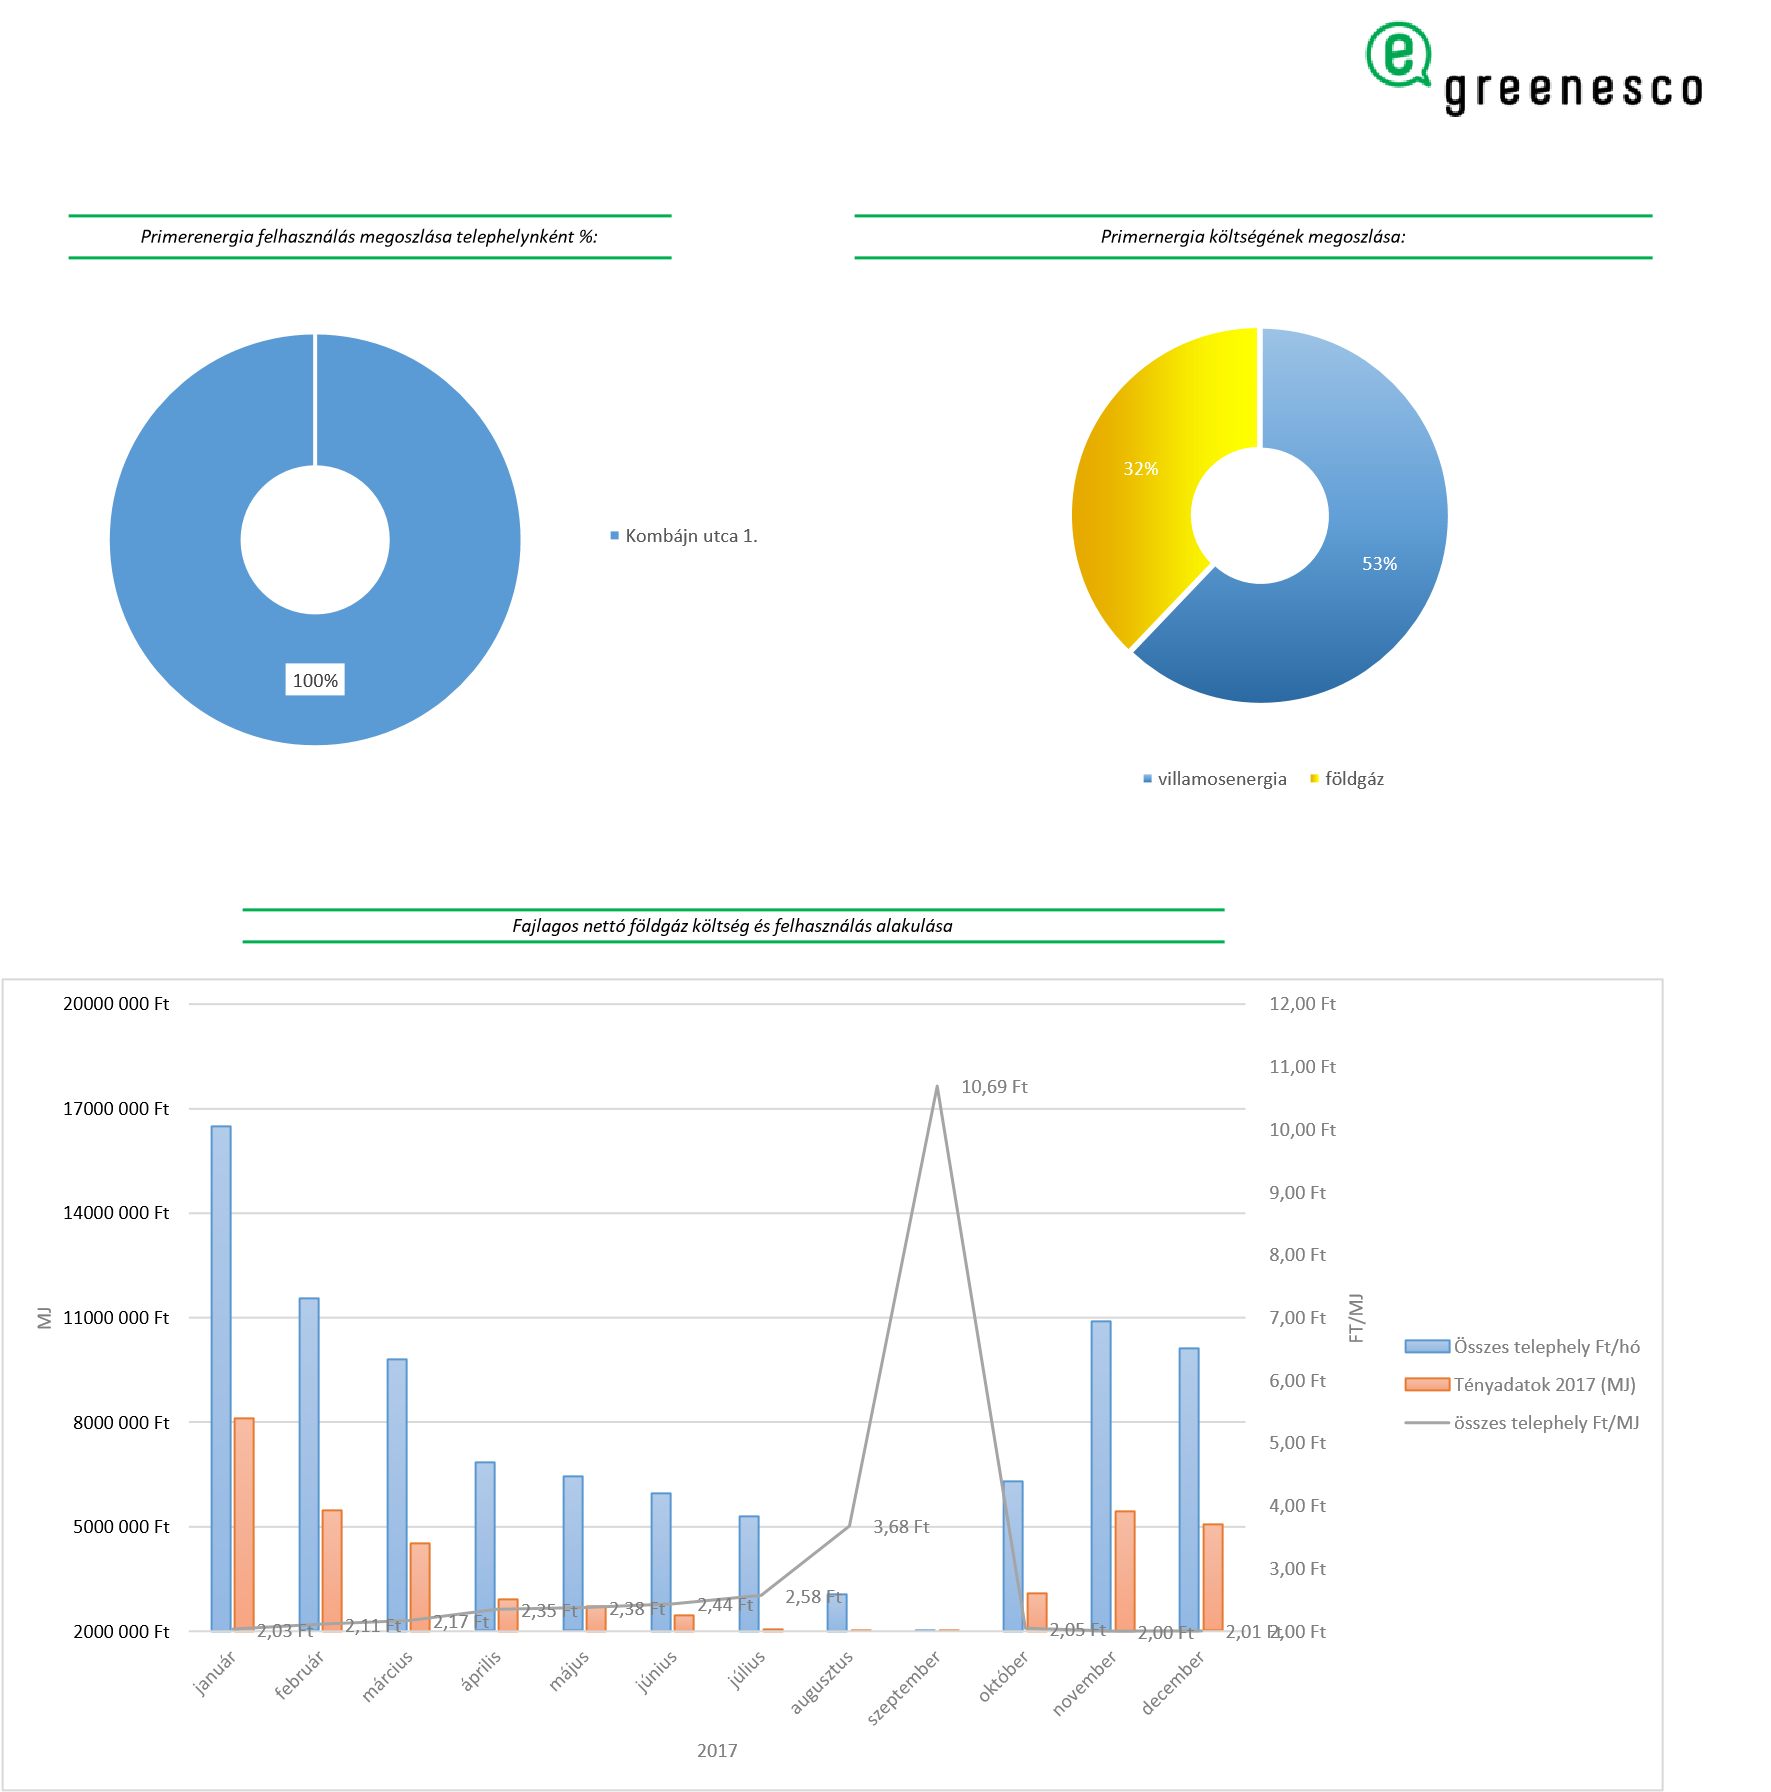 e greenesco
Primerenergia felhasználás megoszlása telephelynként %:
Primernergia költségének megoszlása:
100%
Kombájn utca 1.
32%
53%
villamosenergia földgáz
Fajlagos nettó földgáz költség és felhasználás alakulása
20000 000 Ft
17000 000 Ft
14000 000 Ft
11000 000 Ft
8000 000 Ft
5000 000 Ft
2000 000 Ft
MJ
12,00 Ft
11,00 Ft
10,00 Ft
9,00 Ft
8,00 Ft
7,00 Ft
6,00 Ft
5,00 Ft
4,00 Ft
3,00 Ft
2,00 Ft
FT/MJ
2,03 Ft
2,11 Ft
2,17 Ft
2,35 Ft
2,38 Ft
2,44 Ft
2,58 Ft
3,68 Ft
10,69 Ft
2,05 Ft
2,00 Ft
2,01 Ft
január
február
március
április
május
június
július
augusztus
szeptember
október
november
december
2017
Összes telephely Ft/hó
Tényadatok 2017 (MJ)
összes telephely Ft/MJ